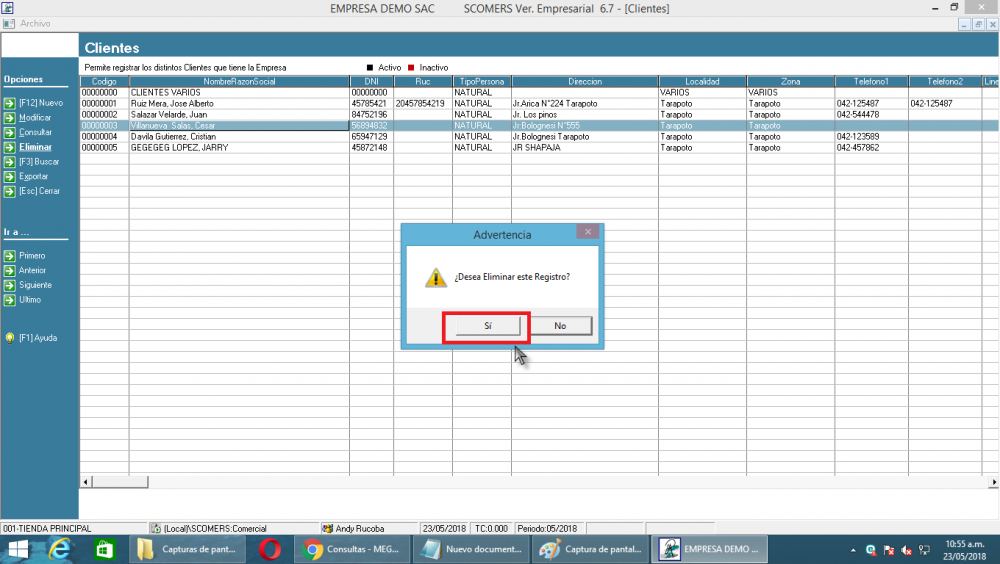 EMPRESA DEMO SAC SCOMERS Ver. Empresarial 6.7 - [Clientes]
Archivo
Clientes
Permite registrar los distintos Clientes que tiene la Empresa Activo Inactivo
Opciones
[F12] Nuevo
Modificar
Consultar
Eliminar
[F3] Buscar
Exportar
[Esc] Cerrar
Ir a ...
Primero
Anterior
Siguiente
Ultimo
[F1] Ayuda
Codigo NombreRazonSocial DNI Ruc TipoPersona Direccion Localidad Zona Telefono1 Telefono2 Line
00000000 CLIENTES VARIOS 00000000 NATURAL VARIOS VARIOS
00000001 Ruiz Mera, Jose Alberto 45785421 20457854219 NATURAL Jr.Arica N°224 Tarapoto Tarapoto Tarapoto 042-125487 042-125487
00000002 Salazar Velarde, Juan 84752196 NATURAL Jr. Los pinos Tarapoto Tarapoto 042-544478
00000003 Villanueva Salas, Cesar 56894832 NATURAL Jr.Bolognesi N°555 Tarapoto Tarapoto
00000004 Davila Gutierrez, Cristian 65947129 NATURAL Jr.Bolognesi Tarapoto Tarapoto Tarapoto 042-123589
00000005 GEGEGEG LOPEZ, JARRY 45872148 NATURAL JR SHAPAJA Tarapoto Tarapoto 042-457862
Advertencia
¿Desea Eliminar este Registro?
Sí No
001-TIENDA PRINCIPAL (Local)\SCOMERS:Comercial Andy Rucoba 23/05/2018 TC:0.000 Periodo:05/2018
Capturas de pant... Consultas - MEG... Nuevo document... Captura de pantal... EMPRESA DEMO ...
10:55 a.m.
23/05/2018